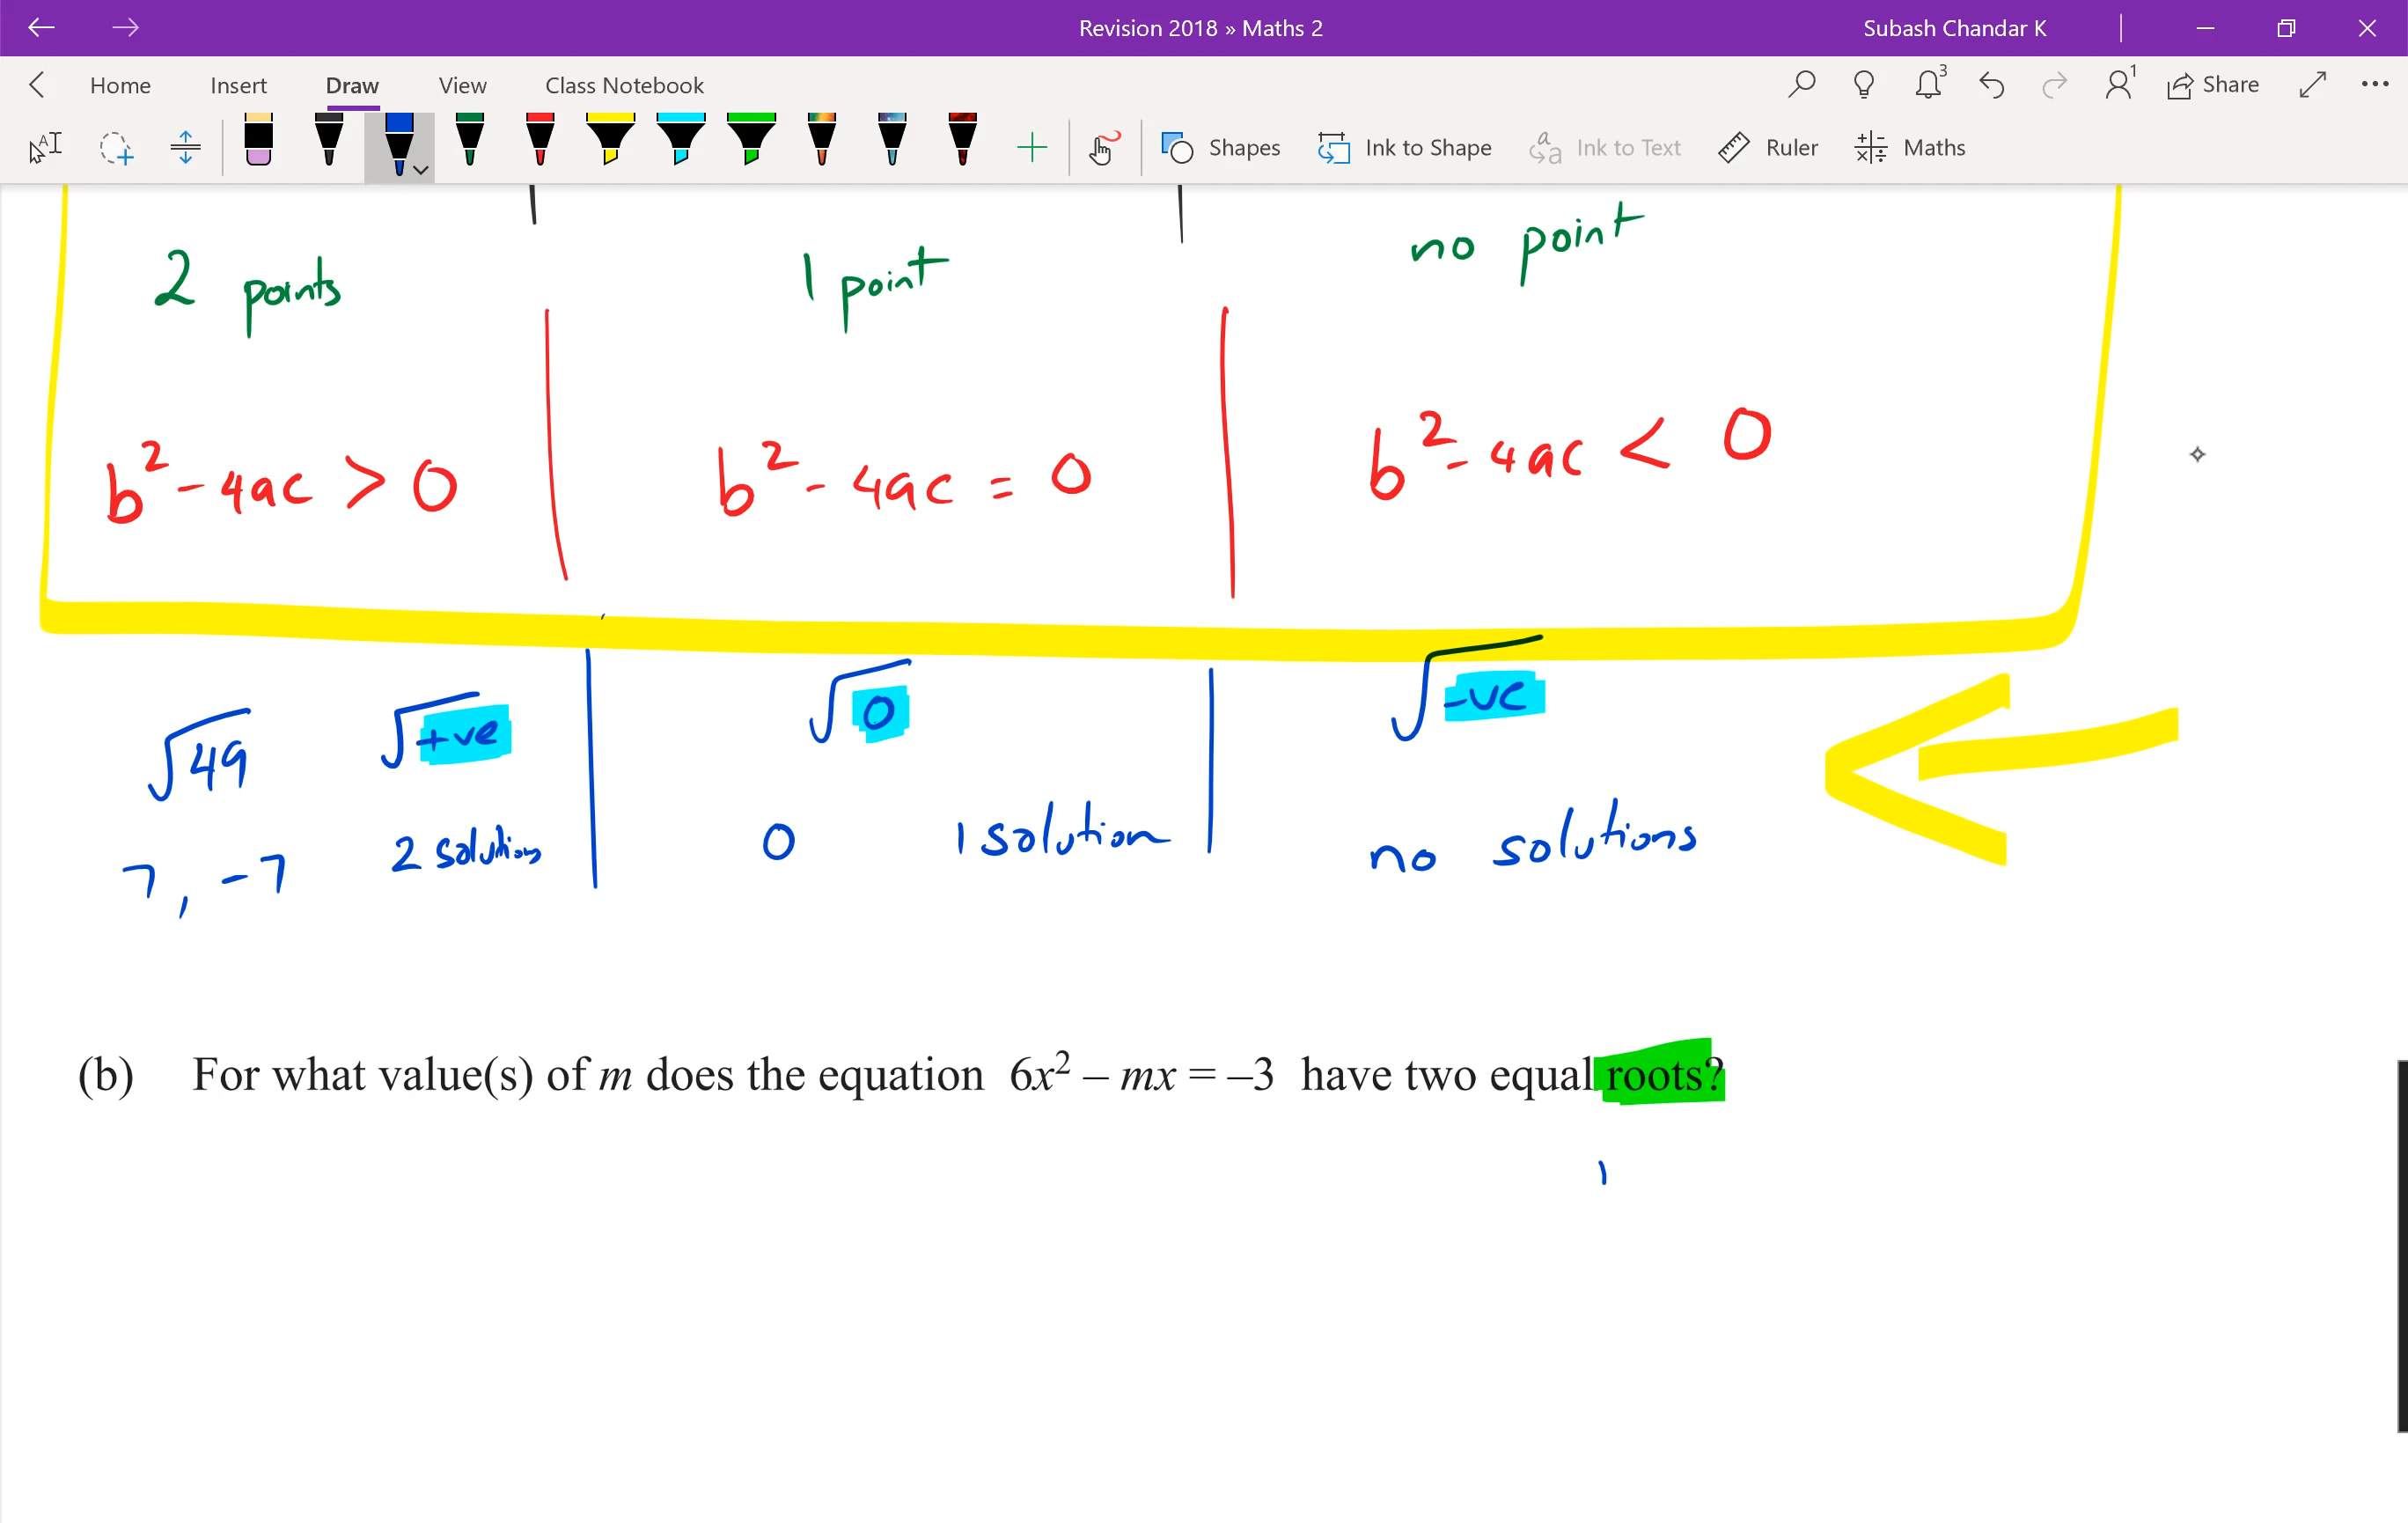 Revision 2018 » Maths 2
Subash Chandar K
Home Insert Draw View Class Notebook
3
1
Share
Shapes Ink to Shape Ink to Text Ruler Maths
2 points
1 point
no point
b² - 4ac > 0
b² - 4ac = 0
b² - 4ac < 0
√49 √+ve
√0
√-ve
7, -7 2 solutions
0 1 solution
no solutions
(b) For what value(s) of m does the equation 6x² – mx = –3 have two equal roots?